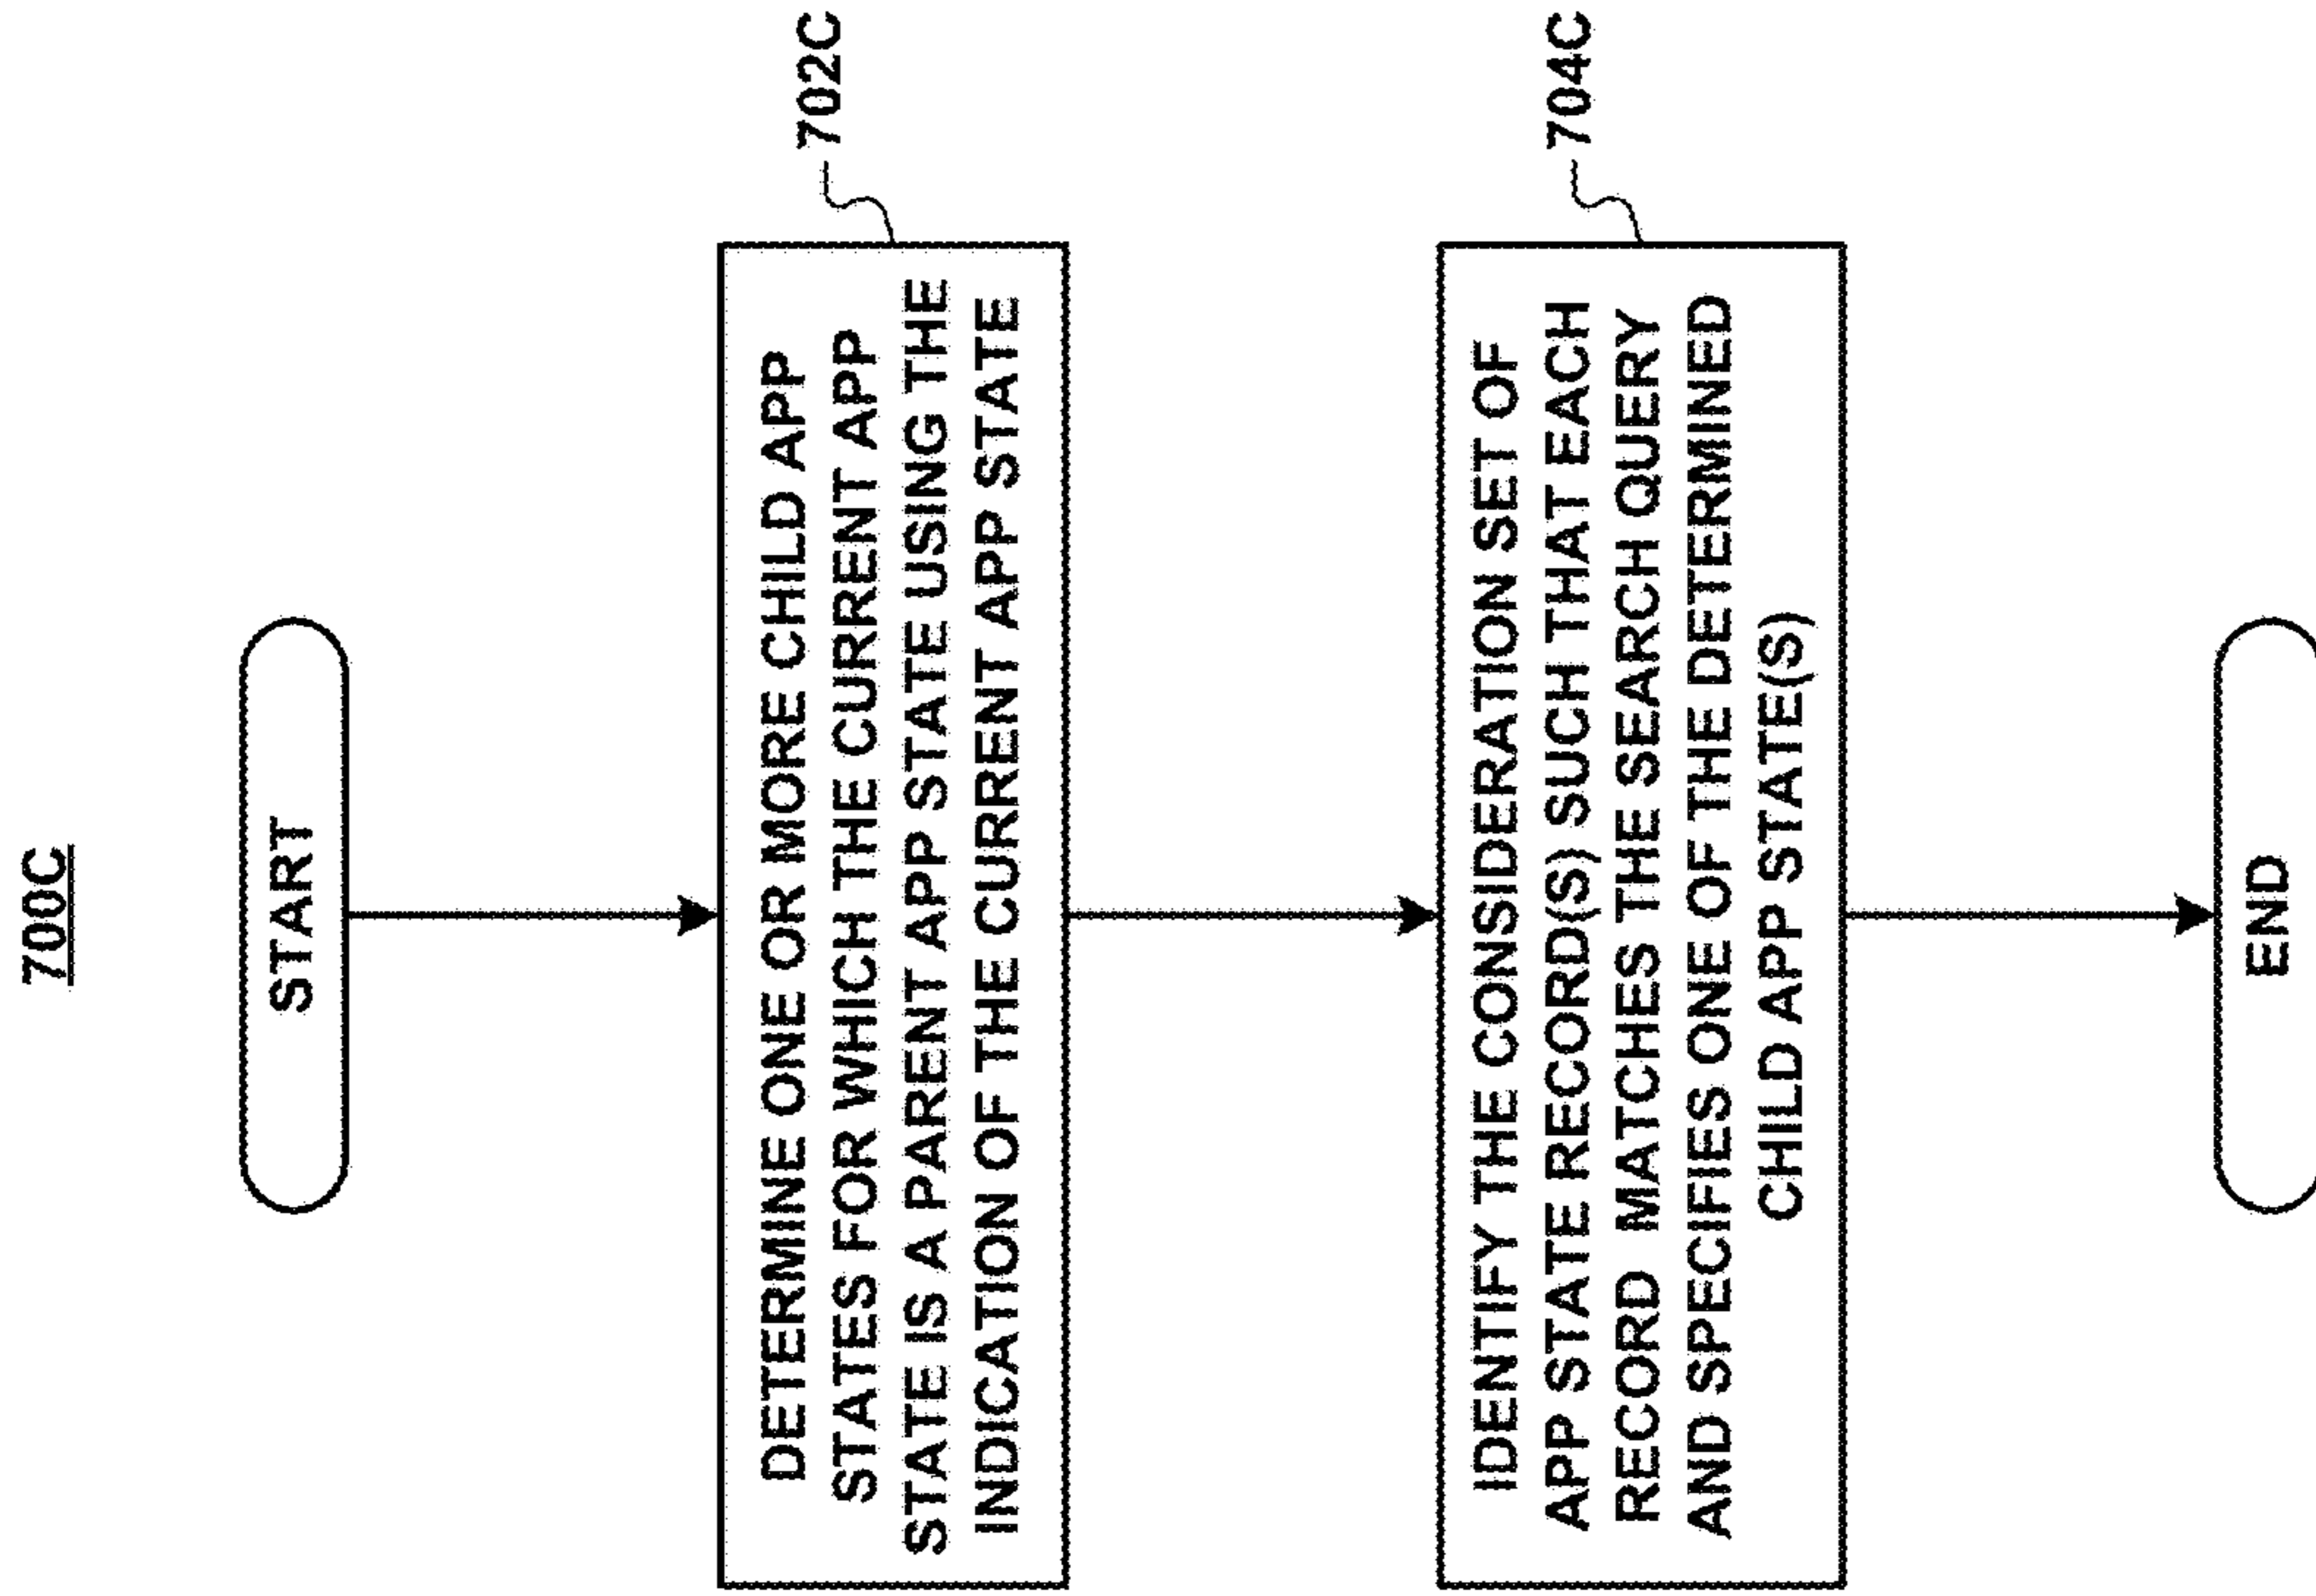 700C
START
DETERMINE ONE OR MORE CHILD APP
STATES FOR WHICH THE CURRENT APP
STATE IS A PARENT APP STATE USING THE
INDICATION OF THE CURRENT APP STATE
702C
IDENTIFY THE CONSIDERATION SET OF
APP STATE RECORD(S) SUCH THAT EACH
RECORD MATCHES THE SEARCH QUERY
AND SPECIFIES ONE OF THE DETERMINED
CHILD APP STATE(S)
704C
END